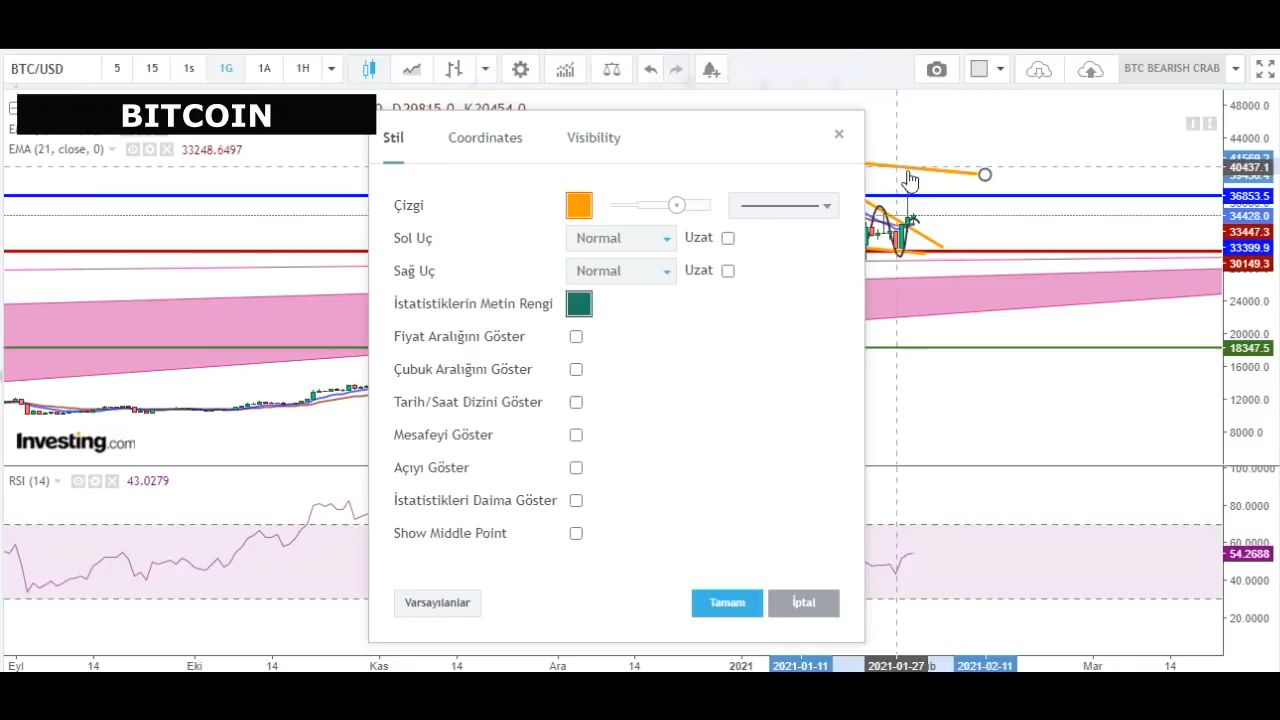 BTC/USD 5 15 1s 1G 1A 1H BTC BEARISH CRAB
BITCOIN
D29815.0 K20454.0
EMA (21, close, 0) 33248.6497
Stil Coordinates Visibility ×
Çizgi
Sol Uç Normal Uzat
Sağ Uç Normal Uzat
İstatistiklerin Metin Rengi
Fiyat Aralığını Göster
Çubuk Aralığını Göster
Tarih/Saat Dizini Göster
Mesafeyi Göster
Açıyı Göster
İstatistikleri Daima Göster
Show Middle Point
Varsayılanlar Tamam İptal
48000.0
44000.0
40437.1
36853.5
34428.0
33447.3
33399.9
30149.3
24000.0
20000.0
18347.5
16000.0
12000.0
8000.0
Investing.com
RSI (14) 43.0279
100.0000
80.0000
60.0000
54.2688
40.0000
20.0000
Eyl 14 Eki 14 Kas 14 Ara 14 2021 2021-01-11 2021-01-27 2021-02-11 Mar 14